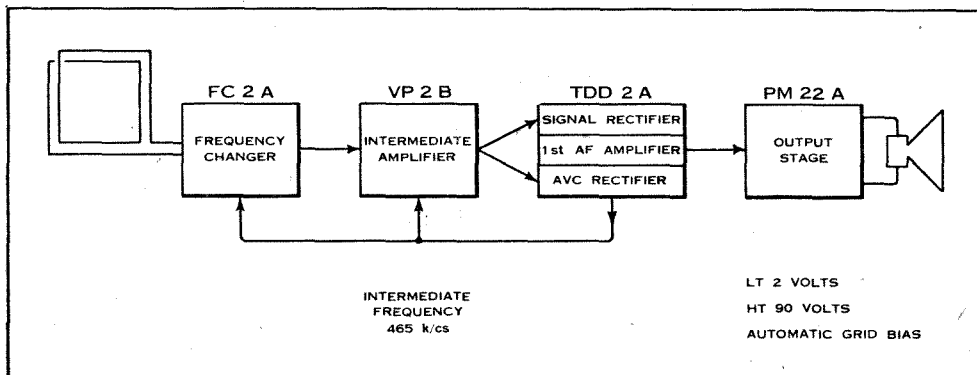 FC 2 A
FREQUENCY
CHANGER
VP 2 B
INTERMEDIATE
AMPLIFIER
TDD 2 A
SIGNAL RECTIFIER
1st AF AMPLIFIER
AVC RECTIFIER
PM 22 A
OUTPUT
STAGE
INTERMEDIATE
FREQUENCY
465 k/cs
LT 2 VOLTS
HT 90 VOLTS
AUTOMATIC GRID BIAS